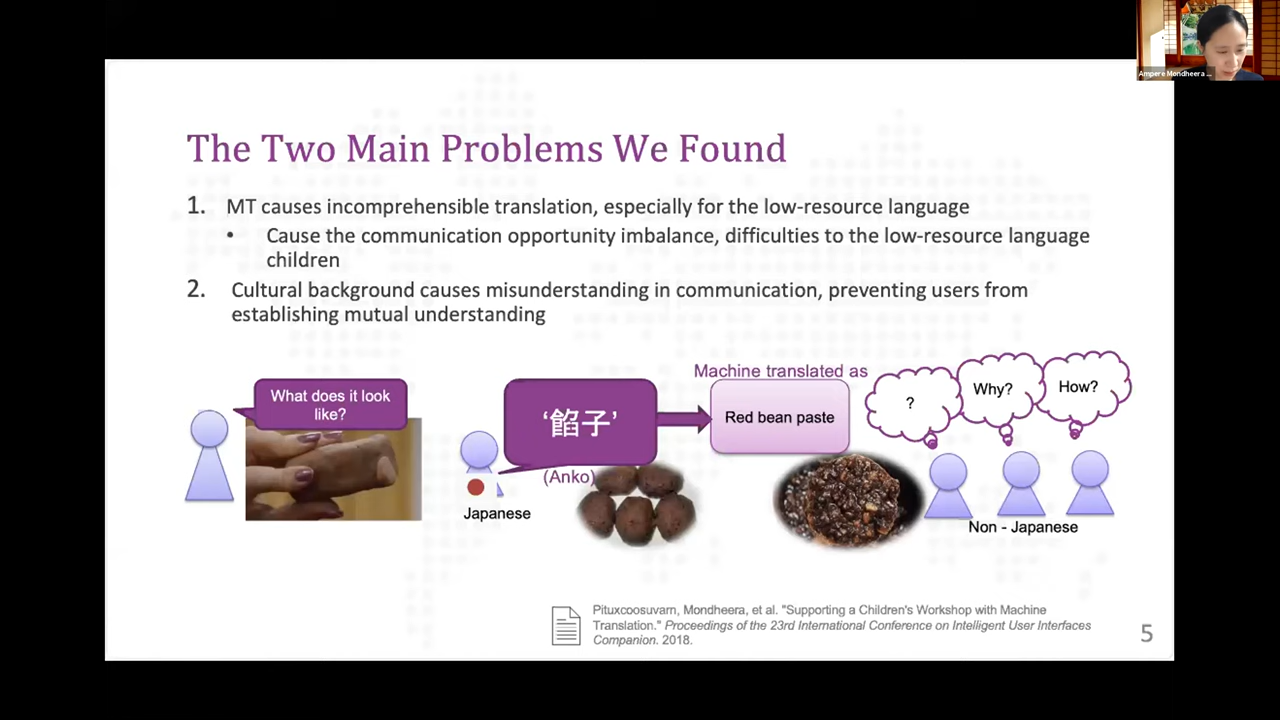 Ampere Mondheera ...
The Two Main Problems We Found
1. MT causes incomprehensible translation, especially for the low-resource language
• Cause the communication opportunity imbalance, difficulties to the low-resource language
children
2. Cultural background causes misunderstanding in communication, preventing users from
establishing mutual understanding
What does it look
like?
'餡子'
(Anko)
Japanese
Machine translated as
Red bean paste
?
Why?
How?
Non - Japanese
Pituxcoosuvarn, Mondheera, et al. "Supporting a Children's Workshop with Machine
Translation." Proceedings of the 23rd International Conference on Intelligent User Interfaces
Companion. 2018.
5